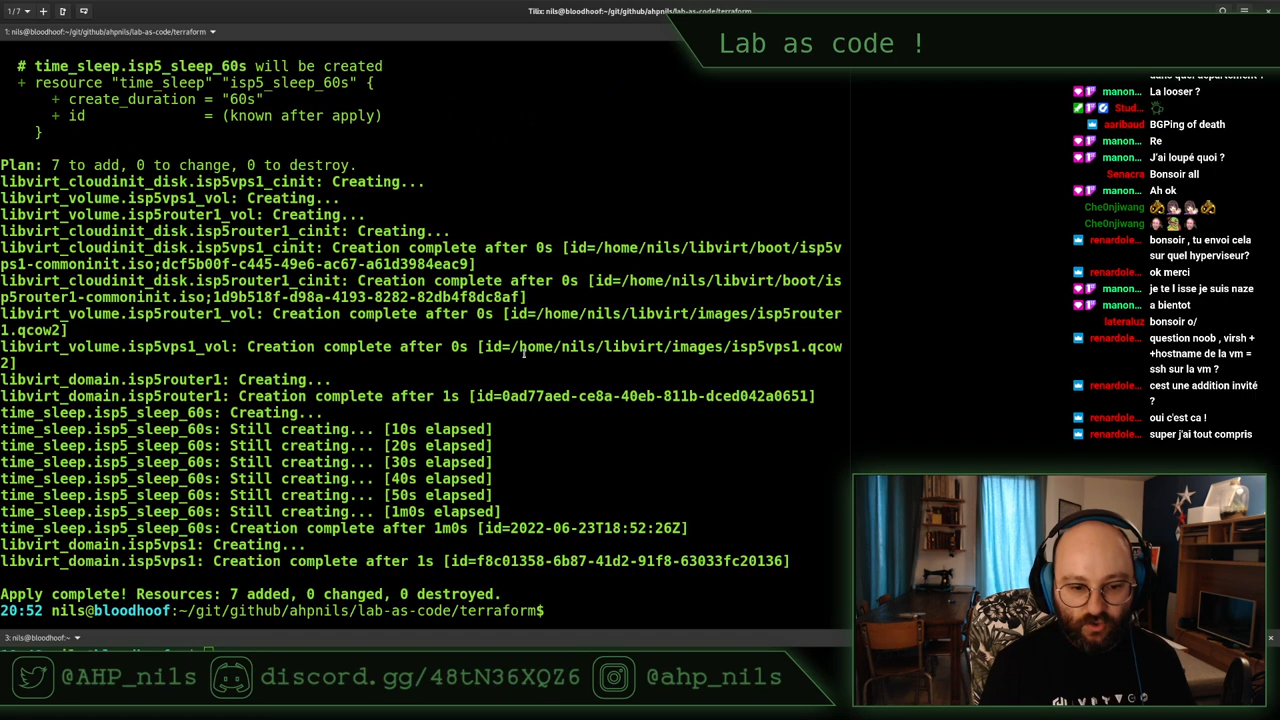 1 / 7
Tilix: nils@bloodhoof:~/git/github/ahpnils/lab-as-code/terraform
1: nils@bloodhoof:~/git/github/ahpnils/lab-as-code/terraform
Lab as code !
# time_sleep.isp5_sleep_60s will be created
+ resource "time_sleep" "isp5_sleep_60s" {
+ create_duration = "60s"
+ id = (known after apply)
}
Plan: 7 to add, 0 to change, 0 to destroy.
libvirt_cloudinit_disk.isp5vps1_cinit: Creating...
libvirt_volume.isp5vps1_vol: Creating...
libvirt_volume.isp5router1_vol: Creating...
libvirt_cloudinit_disk.isp5router1_cinit: Creating...
libvirt_cloudinit_disk.isp5vps1_cinit: Creation complete after 0s [id=/home/nils/libvirt/boot/isp5v
ps1-commoninit.iso;dcf5b00f-c445-49e6-ac67-a61d3984eac9]
libvirt_cloudinit_disk.isp5router1_cinit: Creation complete after 0s [id=/home/nils/libvirt/boot/is
p5router1-commoninit.iso;1d9b518f-d98a-4193-8282-82db4f8dc8af]
libvirt_volume.isp5router1_vol: Creation complete after 0s [id=/home/nils/libvirt/images/isp5router
1.qcow2]
libvirt_volume.isp5vps1_vol: Creation complete after 0s [id=/home/nils/libvirt/images/isp5vps1.qcow
2]
libvirt_domain.isp5router1: Creating...
libvirt_domain.isp5router1: Creation complete after 1s [id=0ad77aed-ce8a-40eb-811b-dced042a0651]
time_sleep.isp5_sleep_60s: Creating...
time_sleep.isp5_sleep_60s: Still creating... [10s elapsed]
time_sleep.isp5_sleep_60s: Still creating... [20s elapsed]
time_sleep.isp5_sleep_60s: Still creating... [30s elapsed]
time_sleep.isp5_sleep_60s: Still creating... [40s elapsed]
time_sleep.isp5_sleep_60s: Still creating... [50s elapsed]
time_sleep.isp5_sleep_60s: Still creating... [1m0s elapsed]
time_sleep.isp5_sleep_60s: Creation complete after 1m0s [id=2022-06-23T18:52:26Z]
libvirt_domain.isp5vps1: Creating...
libvirt_domain.isp5vps1: Creation complete after 1s [id=f8c01358-6b87-41d2-91f8-63033fc20136]
Apply complete! Resources: 7 added, 0 changed, 0 destroyed.
20:52 nils@bloodhoof:~/git/github/ahpnils/lab-as-code/terraform$
3: nils@bloodhoof:~
@AHP_nils discord.gg/48tN36XQZ6 @ahp_nils
manon... La looser ?
Stud...
aaribaud BGPing of death
manon... Re
manon... J'ai loupé quoi ?
Senacra Bonsoir all
manon... Ah ok
Che0njiwang
Che0njiwang
renardole... bonsoir , tu envoi cela
sur quel hyperviseur?
renardole... ok merci
manon... je te l isse je suis naze
manon... a bientot
lateraluz bonsoir o/
renardole... question noob , virsh +
+hostname de la vm =
ssh sur la vm ?
renardole... cest une addition invité
?
renardole... oui c'est ca !
renardole... super j'ai tout compris